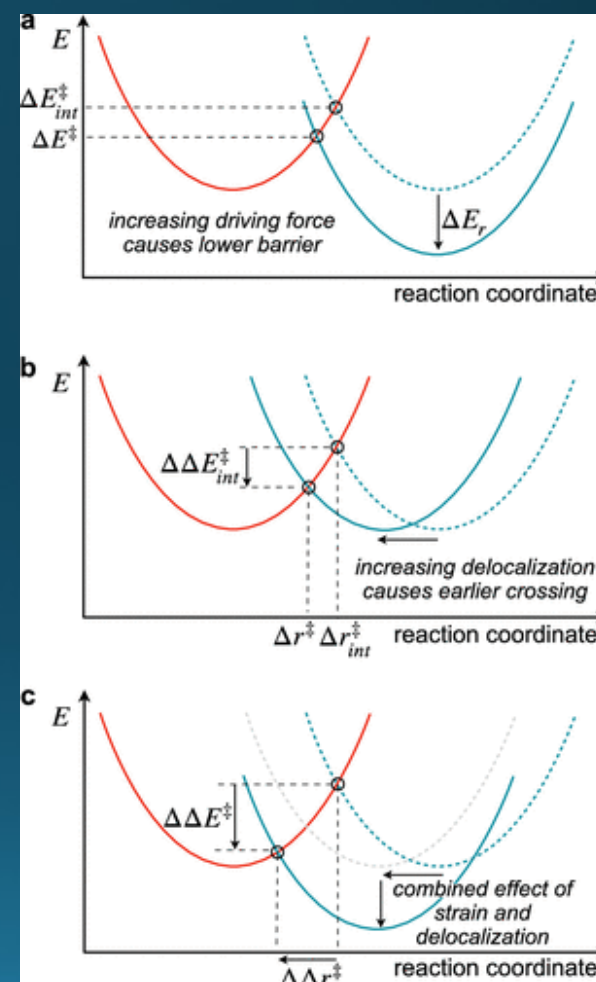 a
E
ΔE‡int
ΔE‡
increasing driving force
causes lower barrier
ΔEr
reaction coordinate
b
E
ΔΔE‡int
increasing delocalization
causes earlier crossing
Δr‡ Δr‡int
reaction coordinate
c
E
ΔΔE‡
combined effect of
strain and
delocalization
reaction coordinate
ΔΔr‡